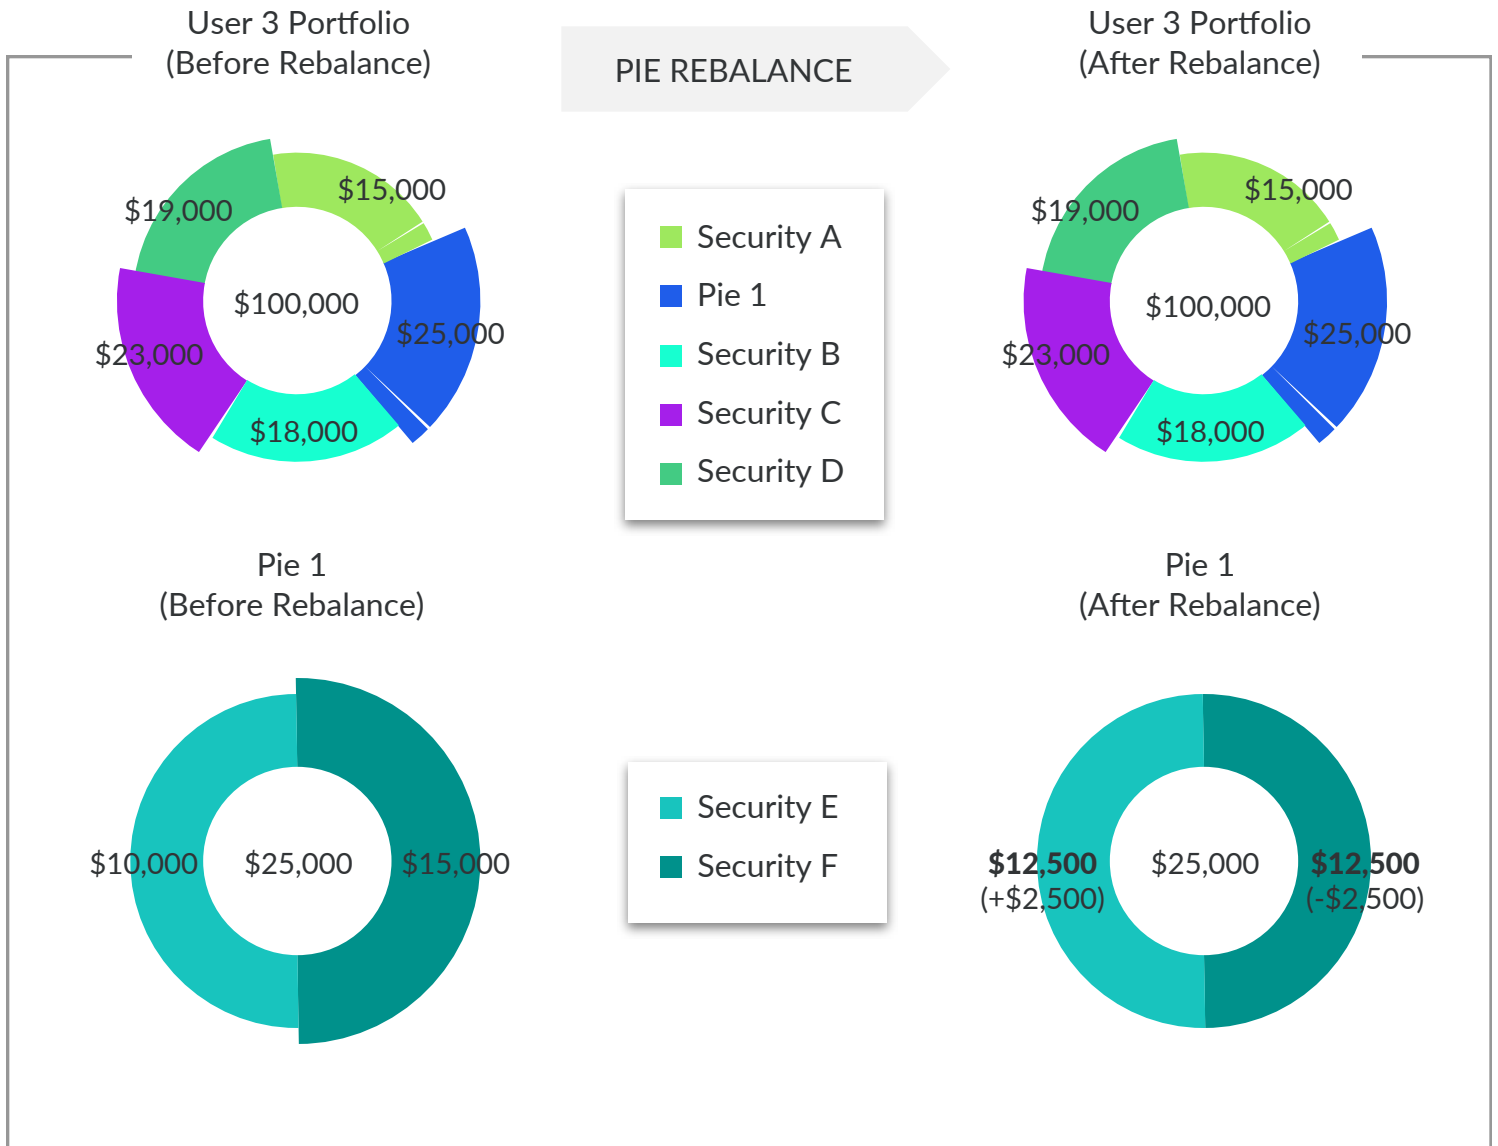 User 3 Portfolio
(Before Rebalance)
PIE REBALANCE
User 3 Portfolio
(After Rebalance)
$15,000
$19,000
$100,000
$25,000
$23,000
$18,000
Security A
Pie 1
Security B
Security C
Security D
$15,000
$19,000
$100,000
$25,000
$23,000
$18,000
Pie 1
(Before Rebalance)
Pie 1
(After Rebalance)
$10,000
$25,000
$15,000
Security E
Security F
$12,500
(+$2,500)
$25,000
$12,500
(-$2,500)